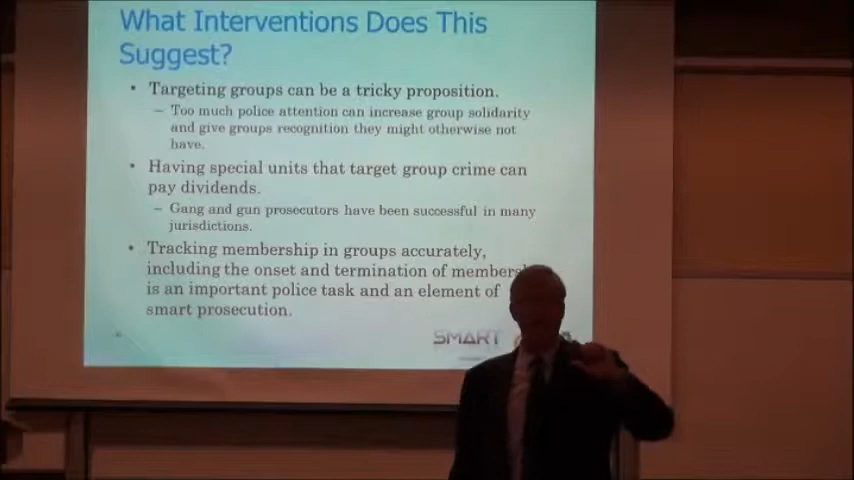 What Interventions Does This
Suggest?
• Targeting groups can be a tricky proposition.
– Too much police attention can increase group solidarity
and give groups recognition they might otherwise not
have.
• Having special units that target group crime can
pay dividends.
– Gang and gun prosecutors have been successful in many
jurisdictions.
• Tracking membership in groups accurately,
including the onset and termination of members
is an important police task and an element of
smart prosecution.
SMART